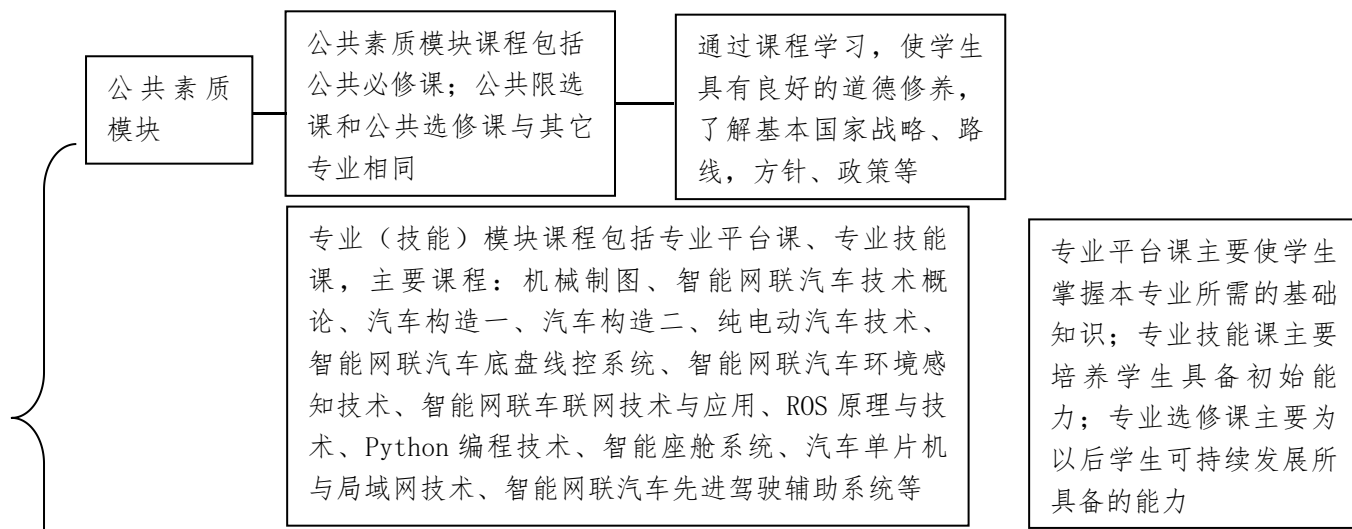 公共素质
模块
公共素质模块课程包括
公共必修课；公共限选
课和公共选修课与其它
专业相同
通过课程学习，使学生
具有良好的道德修养，
了解基本国家战略、路
线，方针、政策等
专业（技能）模块课程包括专业平台课、专业技能
课，主要课程：机械制图、智能网联汽车技术概
论、汽车构造一、汽车构造二、纯电动汽车技术、
智能网联汽车底盘线控系统、智能网联汽车环境感
知技术、智能网联车联网技术与应用、ROS 原理与技
术、Python 编程技术、智能座舱系统、汽车单片机
与局域网技术、智能网联汽车先进驾驶辅助系统等
专业平台课主要使学生
掌握本专业所需的基础
知识；专业技能课主要
培养学生具备初始能
力；专业选修课主要为
以后学生可持续发展所
具备的能力